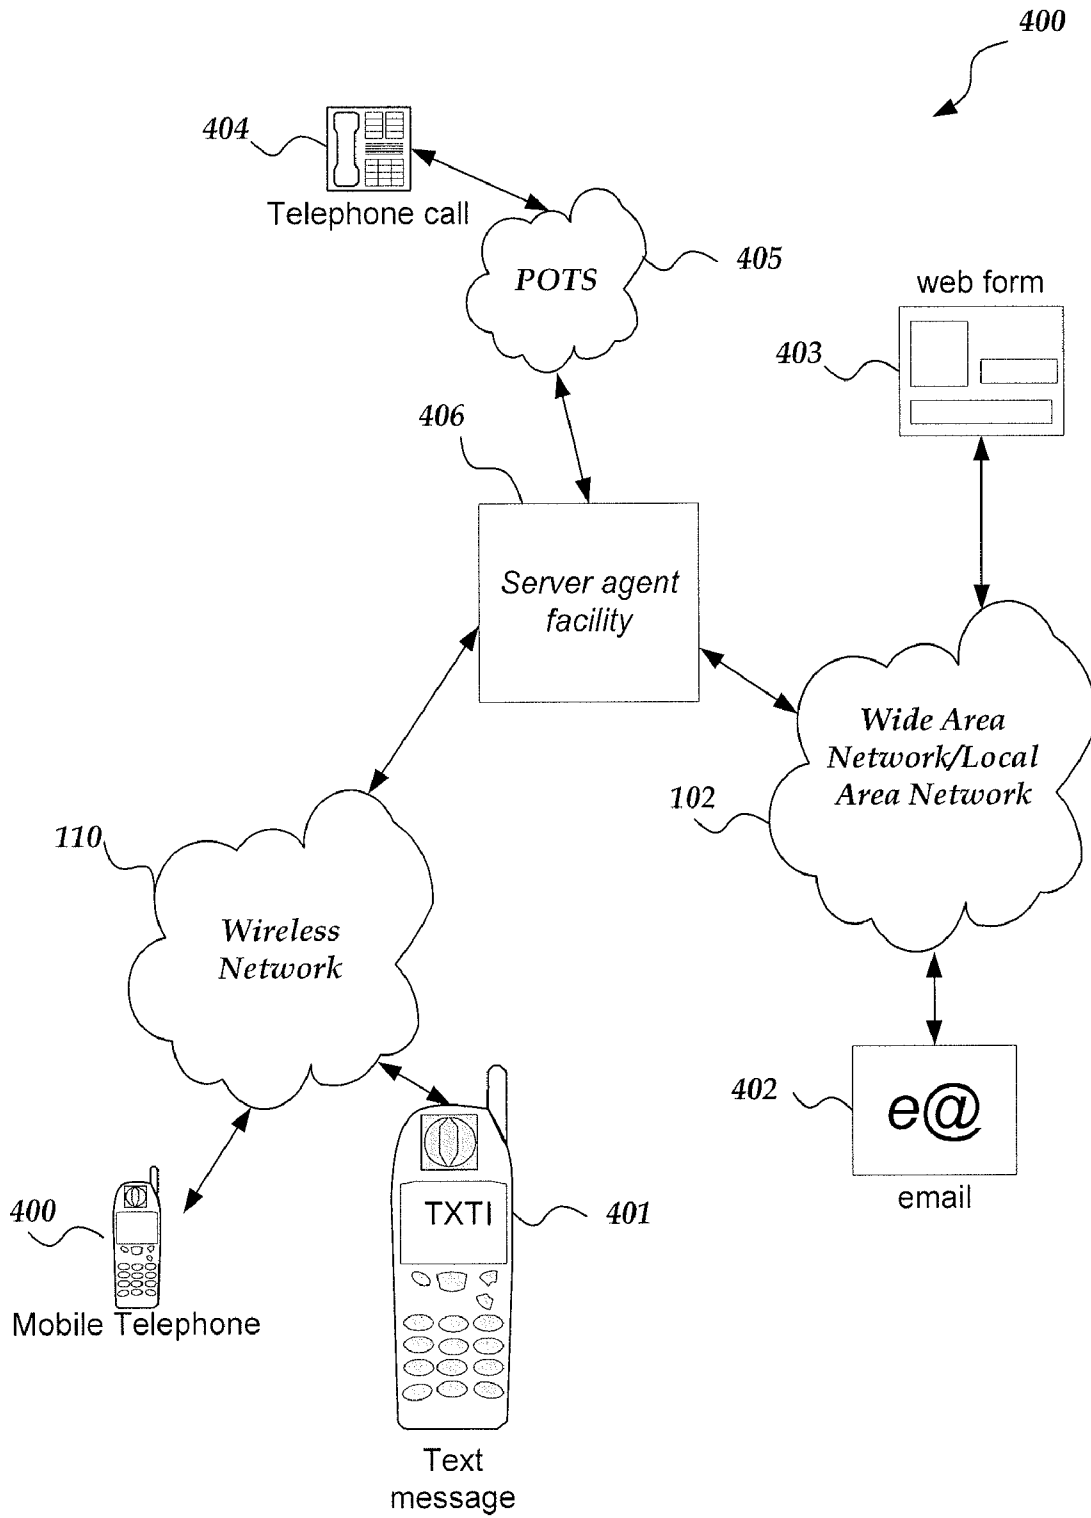 400
404
Telephone call
POTS
405
web form
403
406
Server agent
facility
Wide Area
Network/Local
Area Network
102
110
Wireless
Network
402
e@
email
TXTI
401
400
Mobile Telephone
Text
message